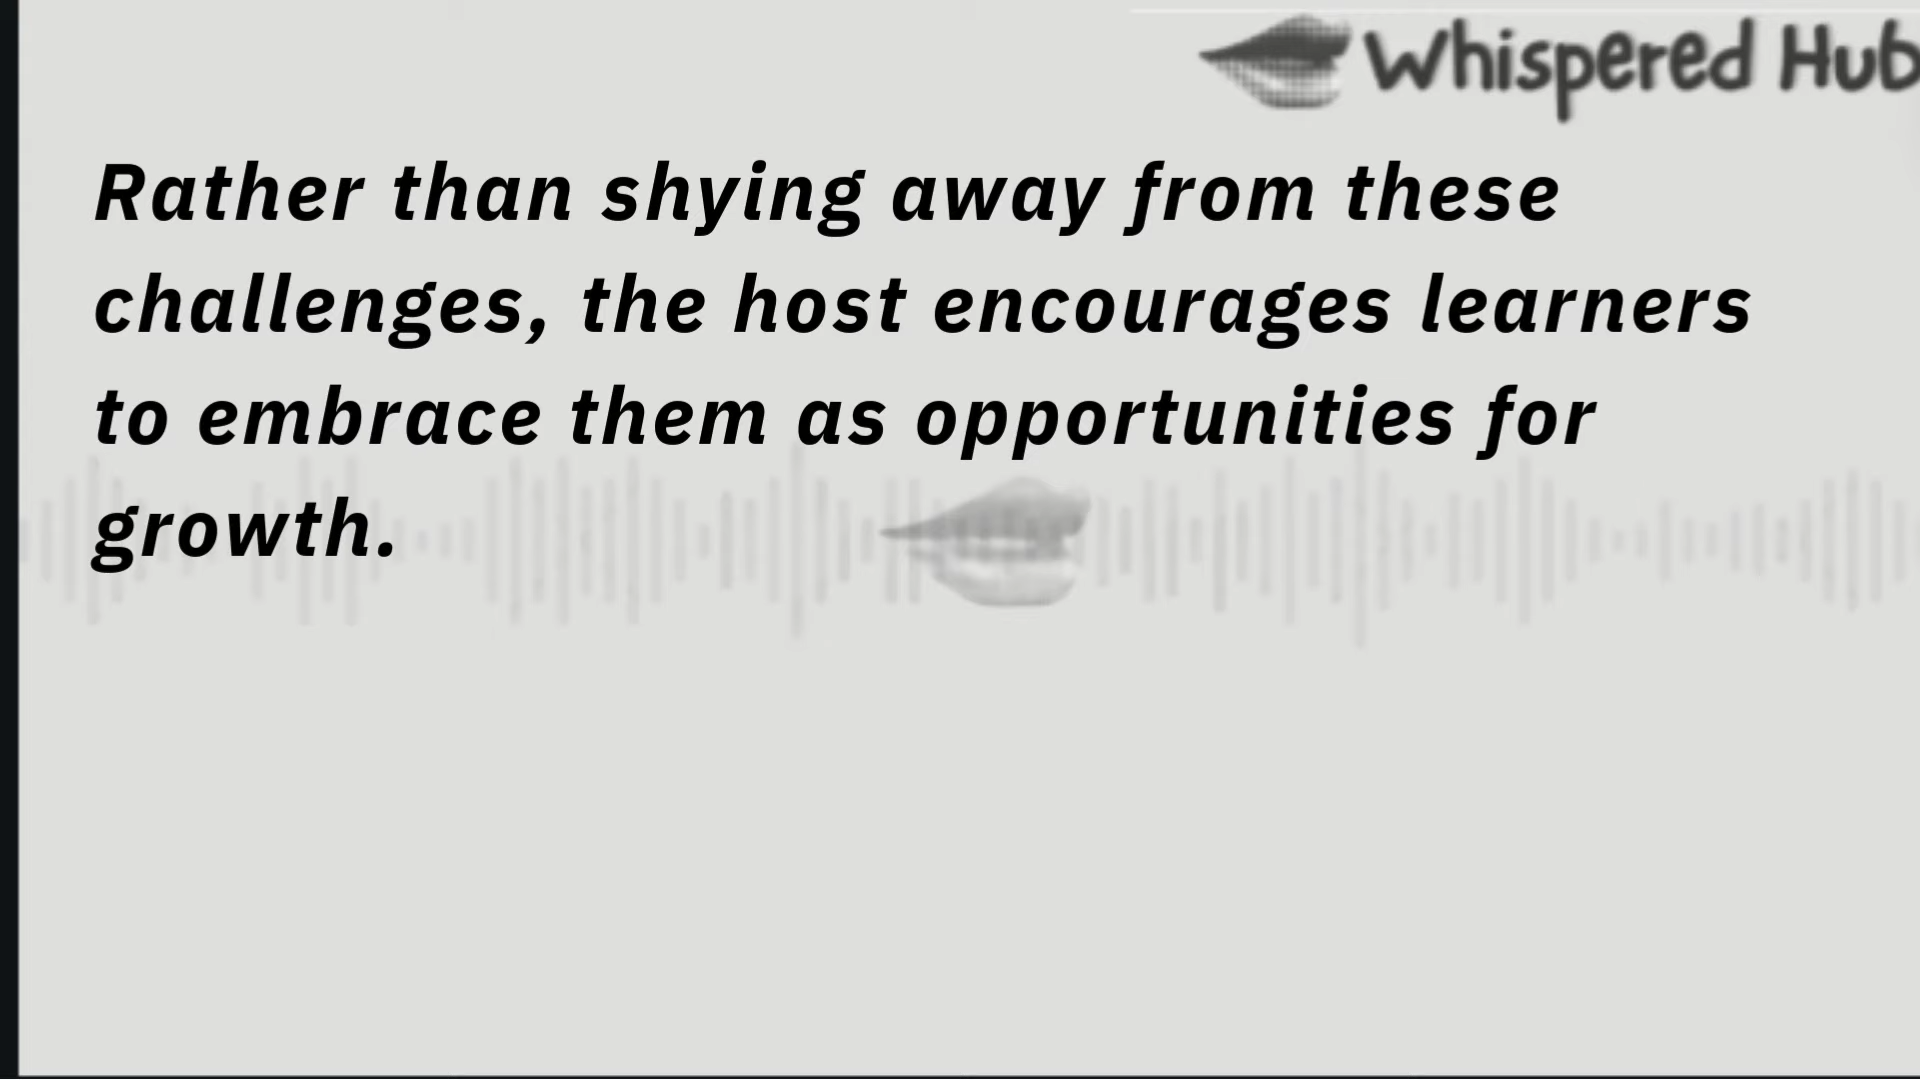 Whispered Hub
Rather than shying away from these
challenges, the host encourages learners
to embrace them as opportunities for
growth.